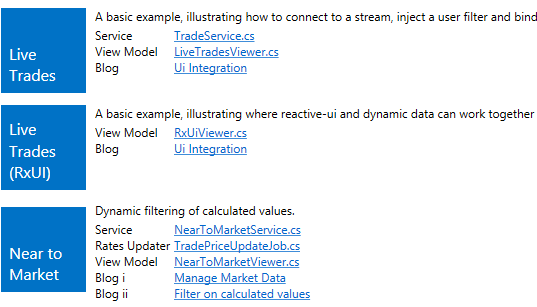 Live
Trades
A basic example, illustrating how to connect to a stream, inject a user filter and bind
Service TradeService.cs
View Model LiveTradesViewer.cs
Blog Ui Integration
Live
Trades
(RxUI)
A basic example, illustrating where reactive-ui and dynamic data can work together
View Model RxUiViewer.cs
Blog Ui Integration
Near to
Market
Dynamic filtering of calculated values.
Service NearToMarketService.cs
Rates Updater TradePriceUpdateJob.cs
View Model NearToMarketViewer.cs
Blog i Manage Market Data
Blog ii Filter on calculated values